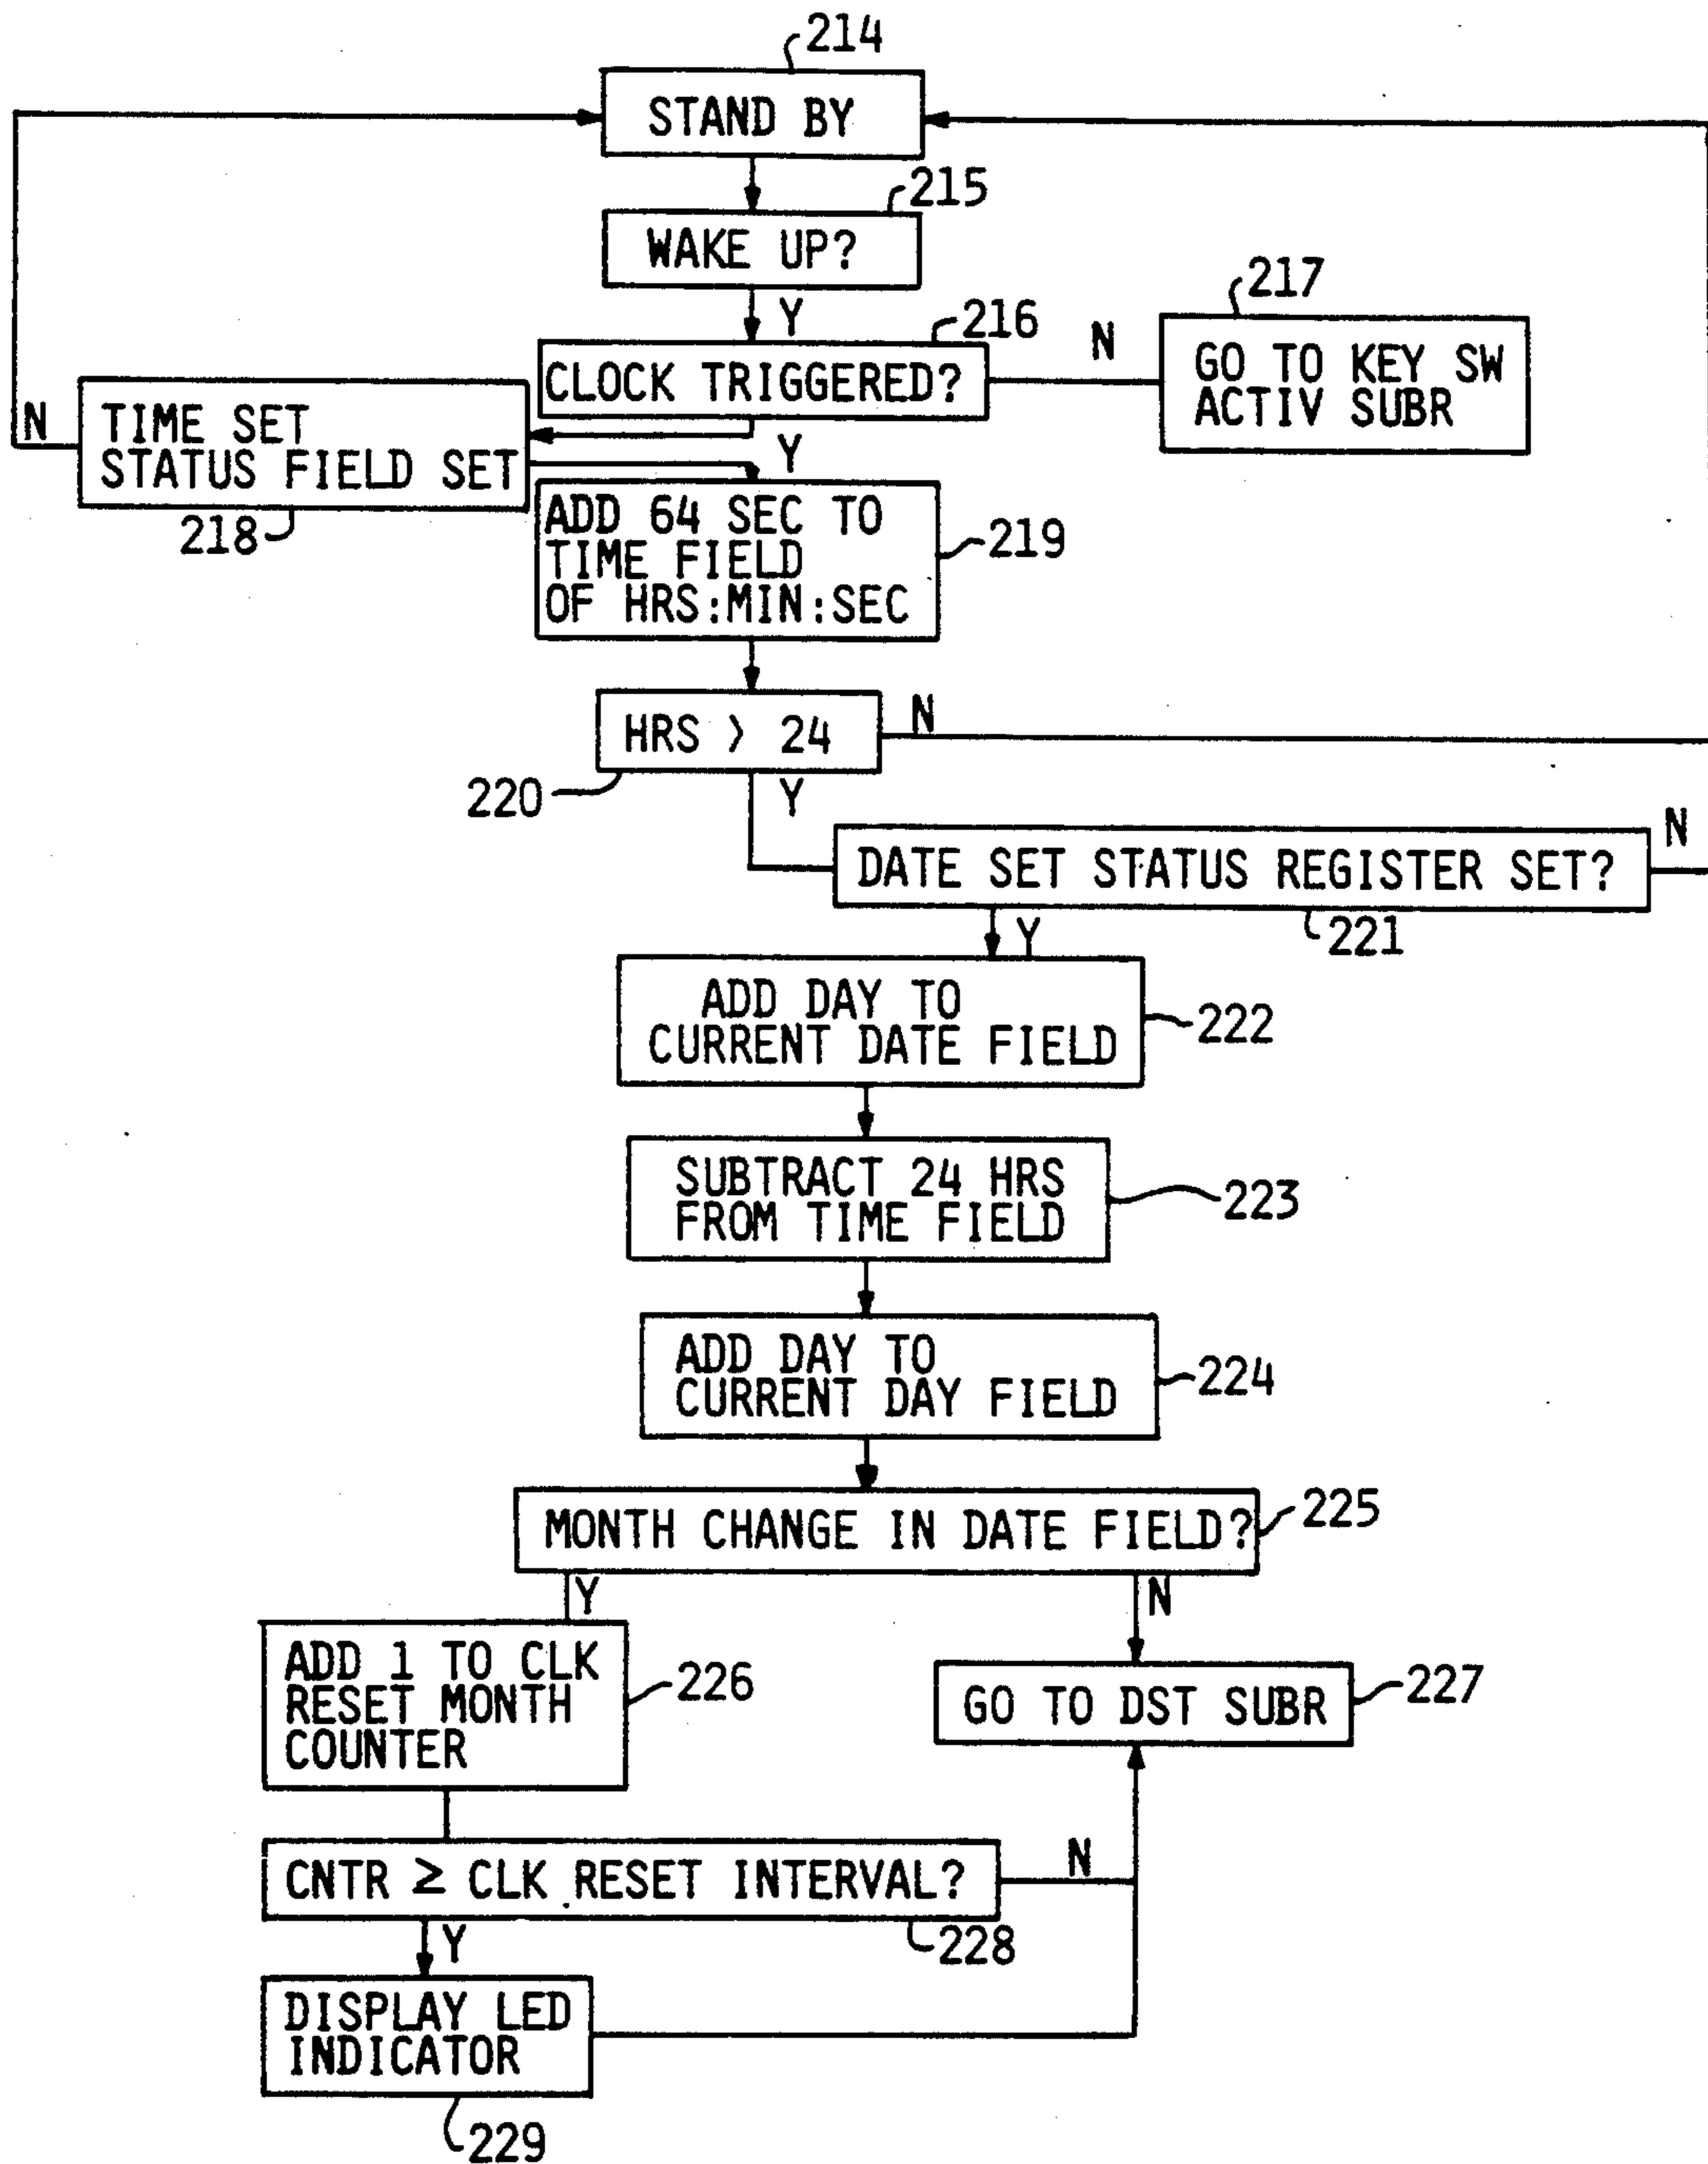 214
STAND BY
215
WAKE UP?
Y
216
CLOCK TRIGGERED?
N
217
GO TO KEY SW
ACTIV SUBR
N
TIME SET
STATUS FIELD SET
218
Y
ADD 64 SEC TO
TIME FIELD
OF HRS:MIN:SEC
219
HRS > 24
N
220
Y
DATE SET STATUS REGISTER SET?
N
221
Y
ADD DAY TO
CURRENT DATE FIELD
222
SUBTRACT 24 HRS
FROM TIME FIELD
223
ADD DAY TO
CURRENT DAY FIELD
224
MONTH CHANGE IN DATE FIELD?
225
Y
N
ADD 1 TO CLK
RESET MONTH
COUNTER
226
GO TO DST SUBR
227
CNTR ≥ CLK RESET INTERVAL?
N
228
Y
DISPLAY LED
INDICATOR
229